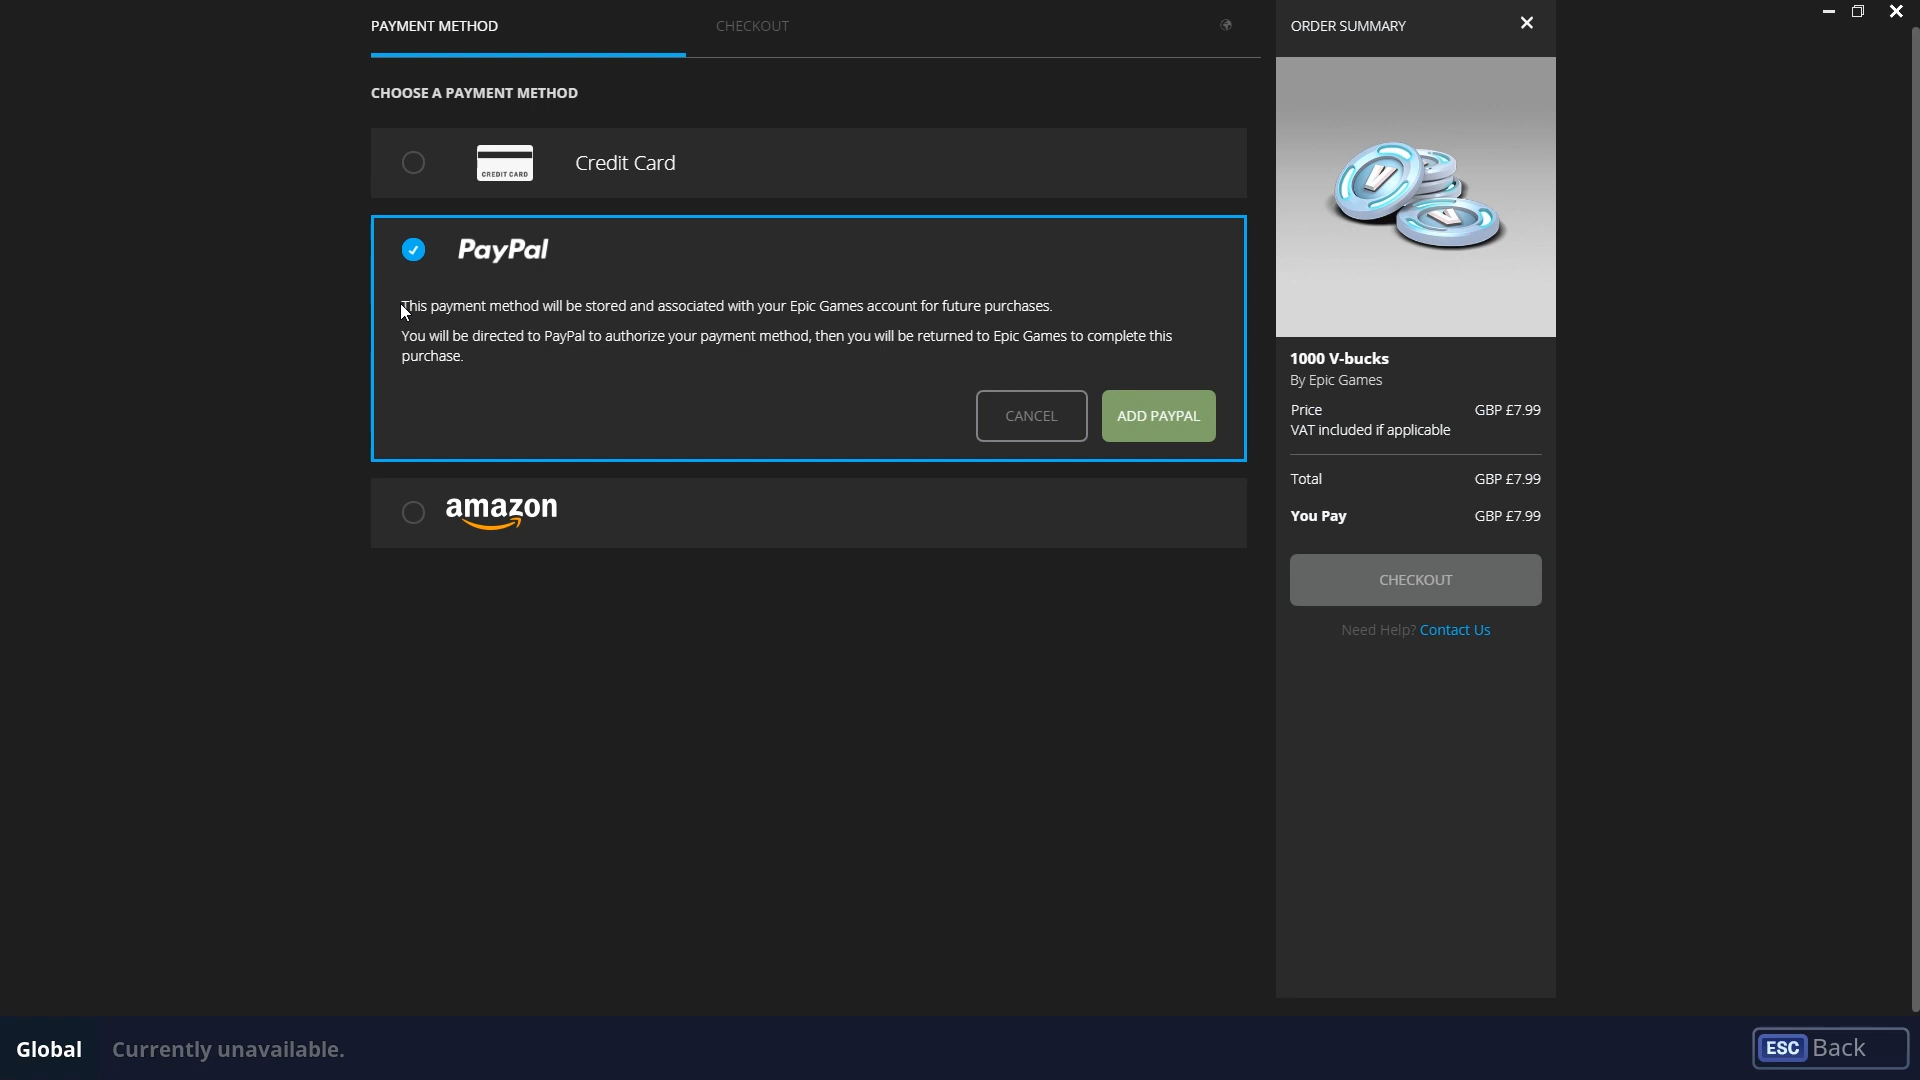 PAYMENT METHOD
CHECKOUT
CHOOSE A PAYMENT METHOD
CREDIT CARD
Credit Card
PayPal
This payment method will be stored and associated with your Epic Games account for future purchases.
You will be directed to PayPal to authorize your payment method, then you will be returned to Epic Games to complete this
purchase.
CANCEL
ADD PAYPAL
amazon
ORDER SUMMARY
V
V
1000 V-bucks
By Epic Games
Price GBP £7.99
VAT included if applicable
Total GBP £7.99
You Pay GBP £7.99
CHECKOUT
Need Help? Contact Us
Global Currently unavailable.
ESC Back